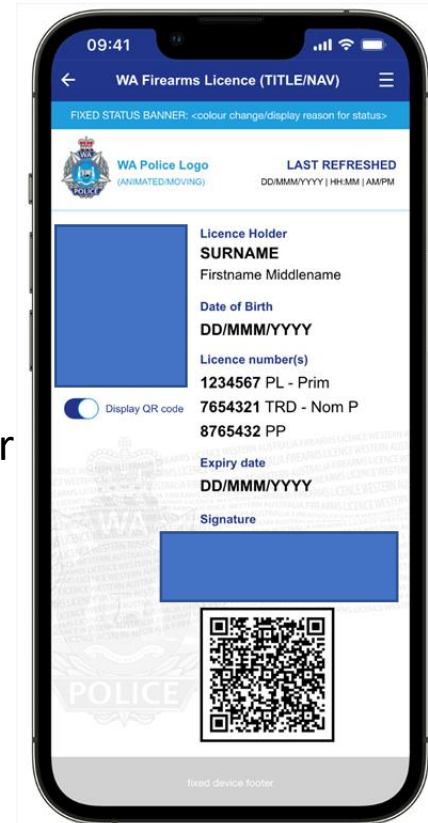 09:41
WA Firearms Licence (TITLE/NAV)
FIXED STATUS BANNER: <colour change/display reason for status>
WA
POLICE
WA Police Logo
(ANIMATED/MOVING)
LAST REFRESHED
DD/MMM/YYYY | HH:MM | AM/PM
Licence Holder
SURNAME
Firstname Middlename
Date of Birth
DD/MMM/YYYY
Licence number(s)
1234567 PL - Prim
Display QR code
7654321 TRD - Nom P
8765432 PP
r
Expiry date
DD/MMM/YYYY
Signature
WA
POLICE
fixed device footer